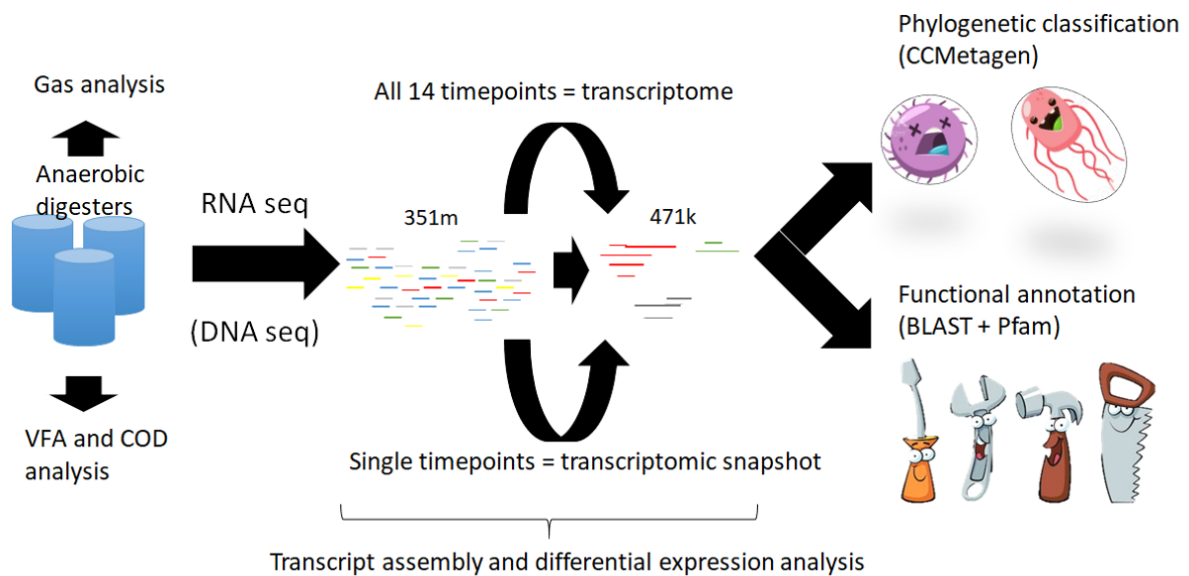 Gas analysis
Anaerobic
digesters
VFA and COD
analysis
RNA seq
(DNA seq)
All 14 timepoints = transcriptome
351m
471k
Single timepoints = transcriptomic snapshot
Transcript assembly and differential expression analysis
Phylogenetic classification
(CCMetagen)
Functional annotation
(BLAST + Pfam)